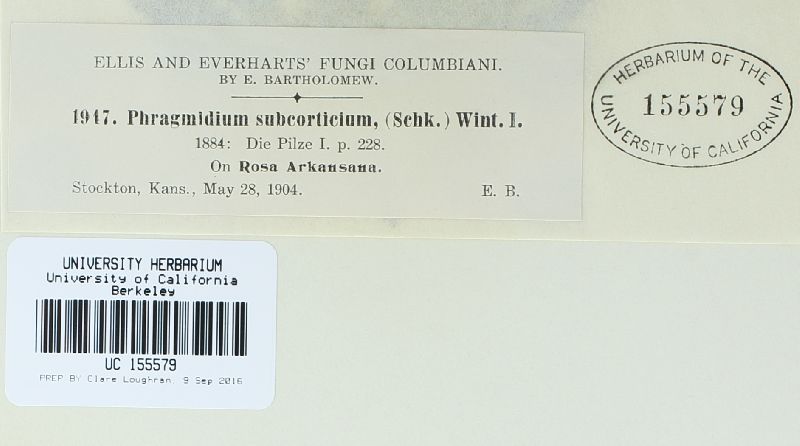 ELLIS AND EVERHARTS' FUNGI COLUMBIANI.
BY E. BARTHOLOMEW.
1947. Phragmidium subcorticium, (Schk.) Wint. I.
1884: Die Pilze I. p. 228.
On Rosa Arkansana.
Stockton, Kans., May 28, 1904. E. B.
HERBARIUM OF THE
155579
UNIVERSITY OF CALIFORNIA
UNIVERSITY HERBARIUM
University of California
Berkeley
UC 155579
PREP BY Clare Loughran 9 Sep 2016